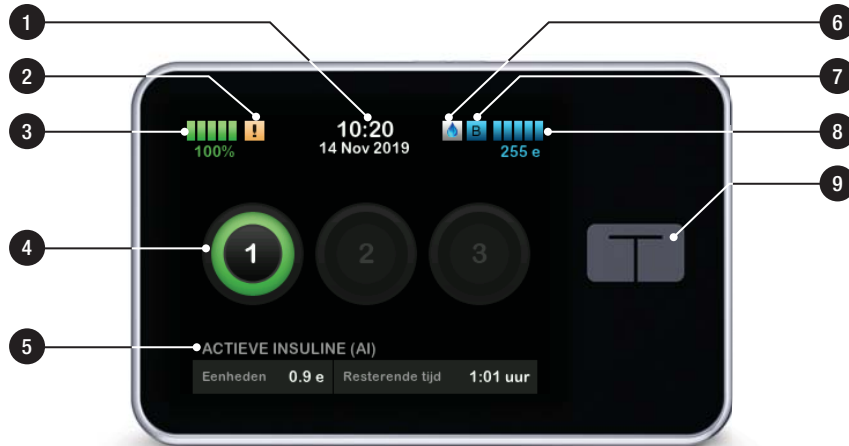 1
6
2
7
3
10:20
B
8
100%
14 Nov 2019
255 e
9
4
1
2
3
5
ACTIEVE INSULINE (AI)
Eenheden 0.9 e Resterende tijd 1:01 uur